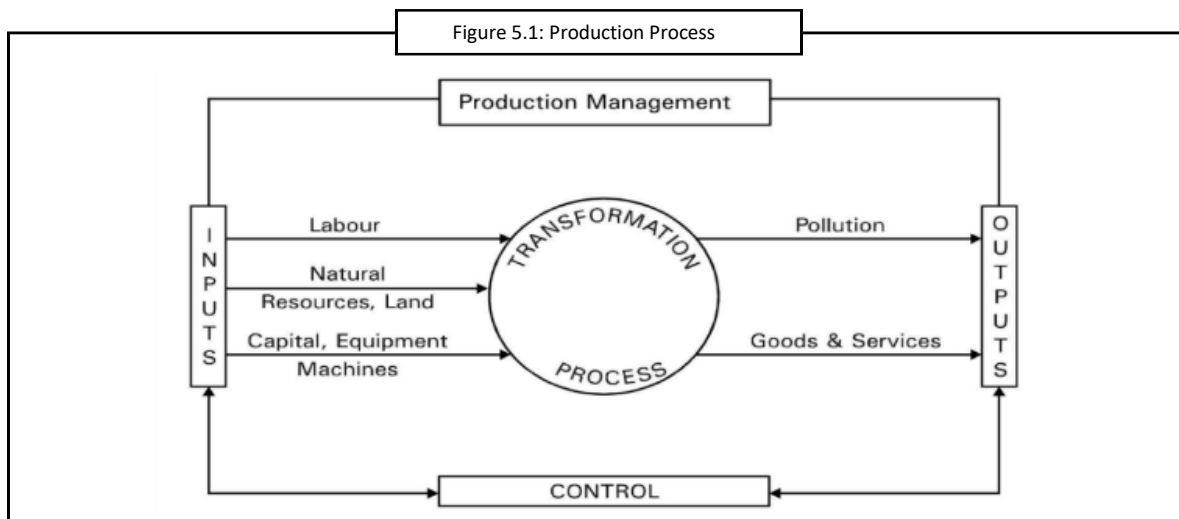 Figure 5.1: Production Process
Production Management
INPUTS
Labour
Natural
Resources, Land
Capital, Equipment
Machines
TRANSFORMATION
PROCESS
Pollution
Goods & Services
OUTPUTS
CONTROL